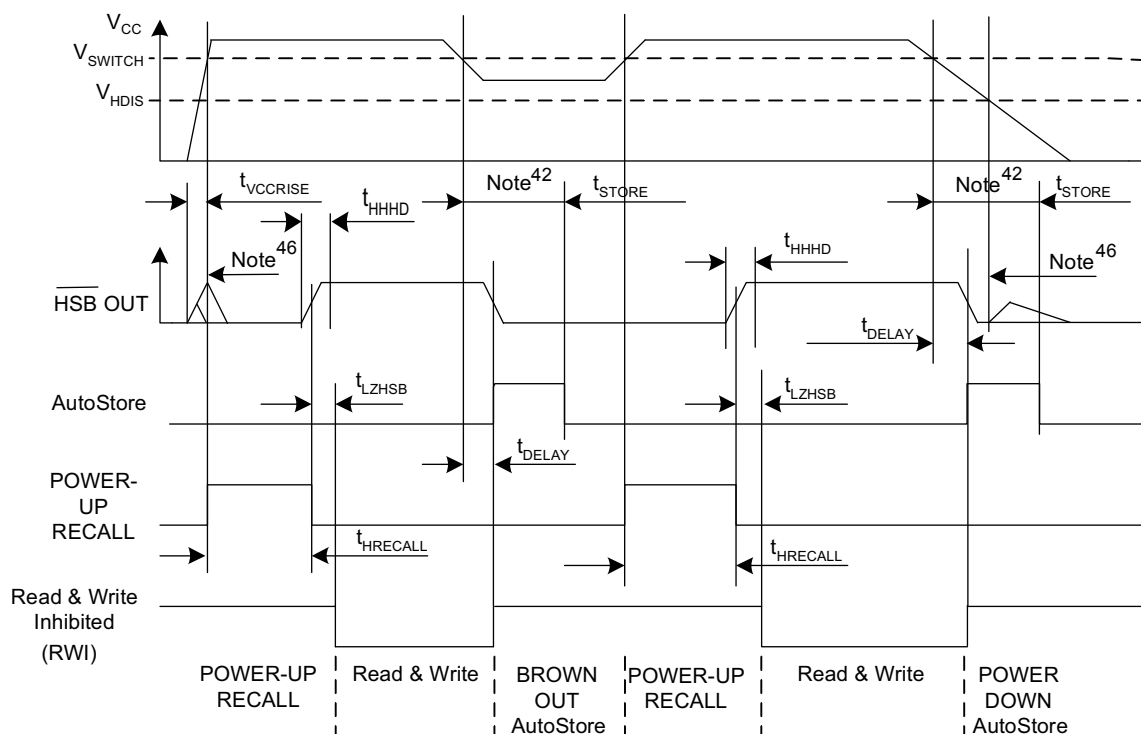 VCC
VSWITCH
VHDIS
tVCCRISE
Note42
tSTORE
Note42
tSTORE
tHHHD
Note46
tHHHD
Note46
HSB OUT
tDELAY
tLZHSB
tLZHSB
AutoStore
tDELAY
POWER-
UP
RECALL
tHRECALL
tHRECALL
Read & Write
Inhibited
(RWI)
POWER-UP
RECALL
Read & Write
BROWN
OUT
AutoStore
POWER-UP
RECALL
Read & Write
POWER
DOWN
AutoStore